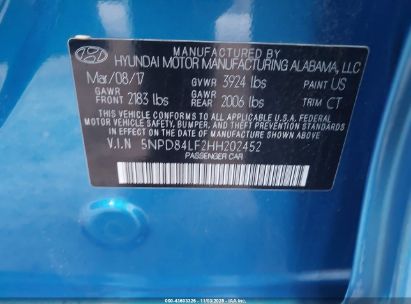 MANUFACTURED BY
HYUNDAI MOTOR MANUFACTURING ALABAMA, LLC
Mar/08/17 GVWR 3924 lbs PAINT US
GAWR FRONT 2183 lbs GAWR REAR 2006 lbs TRIM CT
THIS VEHICLE CONFORMS TO ALL APPLICABLE
FEDERAL MOTOR VEHICLE SAFETY AND
THEFT PREVENTION STANDARDS IN EFFECT ON
THE DATE OF MANUFACTURE SHOWN ABOVE.
V.I.N 5NPD84LF2HH202452
PASSENGER CAR